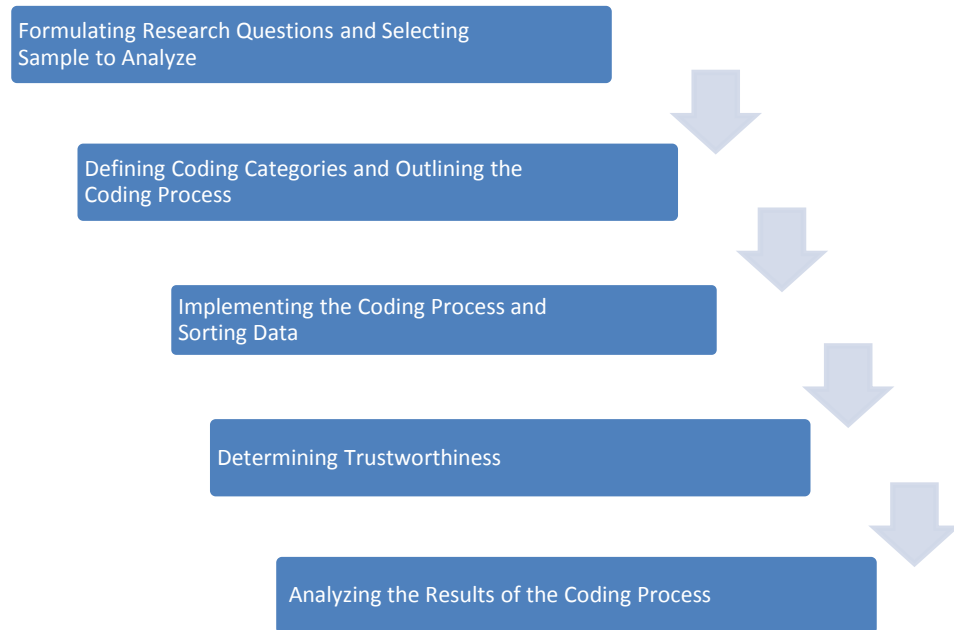 Formulating Research Questions and Selecting
Sample to Analyze
Defining Coding Categories and Outlining the
Coding Process
Implementing the Coding Process and
Sorting Data
Determining Trustworthiness
Analyzing the Results of the Coding Process